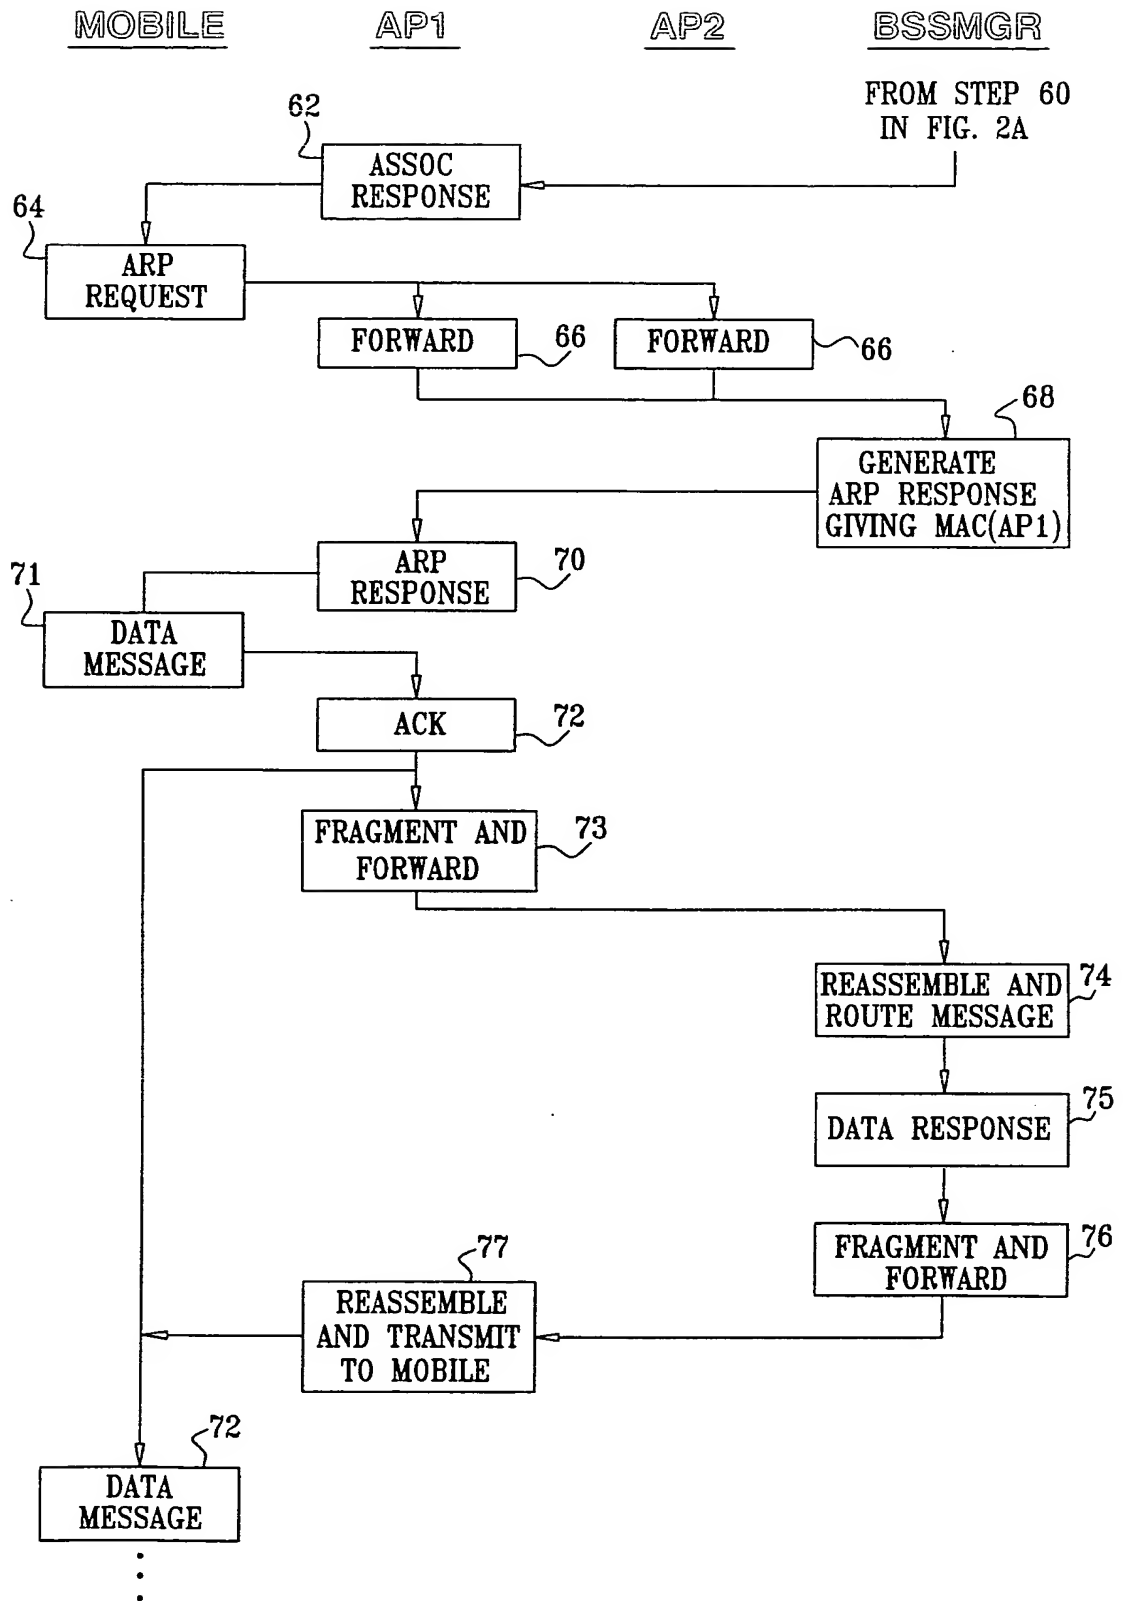 MOBILE AP1 AP2 BSSMGR
FROM STEP 60
IN FIG. 2A
62
ASSOC
RESPONSE
64
ARP
REQUEST
FORWARD
66
FORWARD
66
68
GENERATE
ARP RESPONSE
GIVING MAC(AP1)
ARP
RESPONSE
70
71
DATA
MESSAGE
ACK
72
FRAGMENT AND
FORWARD
73
REASSEMBLE AND
ROUTE MESSAGE
74
DATA RESPONSE
75
FRAGMENT AND
FORWARD
76
77
REASSEMBLE
AND TRANSMIT
TO MOBILE
72
DATA
MESSAGE